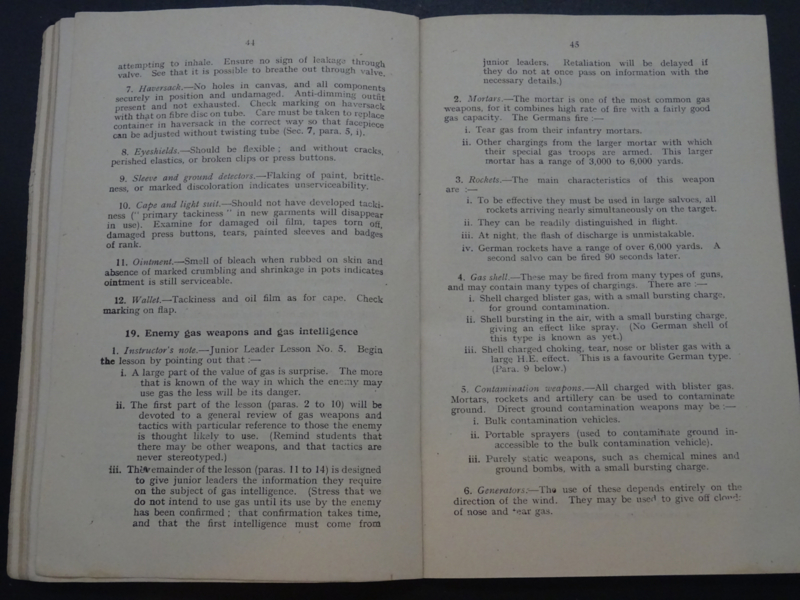 44
attempting to inhale. Ensure no sign of leakage through
valve. See that it is possible to breathe out through valve.
7. Haversack.—No holes in canvas, and all components
securely in position and undamaged. Anti-dimming outfit
present and not exhausted. Check marking on haversack
with that on fibre disc on tube. Care must be taken to replace
container in haversack in the correct way so that facepiece
can be adjusted without twisting tube (Sec. 7, para. 5, i).
8. Eyeshields.—Should be flexible; and without cracks,
perished elastics, or broken clips or press buttons.
9. Sleeve and ground detectors.—Flaking of paint, brittle-
ness, or marked discoloration indicates unserviceability.
10. Cape and light suit.—Should not have developed tacki-
ness (" primary tackiness " in new garments will disappear
in use). Examine for damaged oil film, tapes torn off,
damaged press buttons, tears, painted sleeves and badges
of rank.
11. Ointment.—Smell of bleach when rubbed on skin and
absence of marked crumbling and shrinkage in pots indicates
ointment is still serviceable.
12. Wallet.—Tackiness and oil film as for cape. Check
marking on flap.
19. Enemy gas weapons and gas intelligence
1. Instructor's note.—Junior Leader Lesson No. 5. Begin
the lesson by pointing out that :—
i. A large part of the value of gas is surprise. The more
that is known of the way in which the enemy may
use gas the less will be its danger.
ii. The first part of the lesson (paras. 2 to 10) will be
devoted to a general review of gas weapons and
tactics with particular reference to those the enemy
is thought likely to use. (Remind students that
there may be other weapons, and that tactics are
never stereotyped.)
iii. The remainder of the lesson (paras. 11 to 14) is designed
to give junior leaders the information they require
on the subject of gas intelligence. (Stress that we
do not intend to use gas until its use by the enemy
has been confirmed ; that confirmation takes time,
and that the first intelligence must come from
45
junior leaders. Retaliation will be delayed if
they do not at once pass on information with the
necessary details.)
2. Mortars.—The mortar is one of the most common gas
weapons, for it combines high rate of fire with a fairly good
gas capacity. The Germans fire :—
i. Tear gas from their infantry mortars.
ii. Other chargings from the larger mortar with which
their special gas troops are armed. This larger
mortar has a range of 3,000 to 6,000 yards.
3. Rockets.—The main characteristics of this weapon
are :—
i. To be effective they must be used in large salvoes, all
rockets arriving nearly simultaneously on the target.
ii. They can be readily distinguished in flight.
iii. At night, the flash of discharge is unmistakable.
iv. German rockets have a range of over 6,000 yards. A
second salvo can be fired 90 seconds later.
4. Gas shell.—These may be fired from many types of guns,
and may contain many types of chargings. There are :—
i. Shell charged blister gas, with a small bursting charge,
for ground contamination.
ii. Shell bursting in the air, with a small bursting charge,
giving an effect like spray. (No German shell of
this type is known as yet.)
iii. Shell charged choking, tear, nose or blister gas with a
large H.E. effect. This is a favourite German type.
(Para. 9 below.)
5. Contamination weapons.—All charged with blister gas.
Mortars, rockets and artillery can be used to contaminate
ground. Direct ground contamination weapons may be :—
i. Bulk contamination vehicles.
ii. Portable sprayers (used to contaminate ground in-
accessible to the bulk contamination vehicle).
iii. Purely static weapons, such as chemical mines and
ground bombs, with a small bursting charge.
6. Generators.—The use of these depends entirely on the
direction of the wind. They may be used to give off clouds
of nose and tear gas.